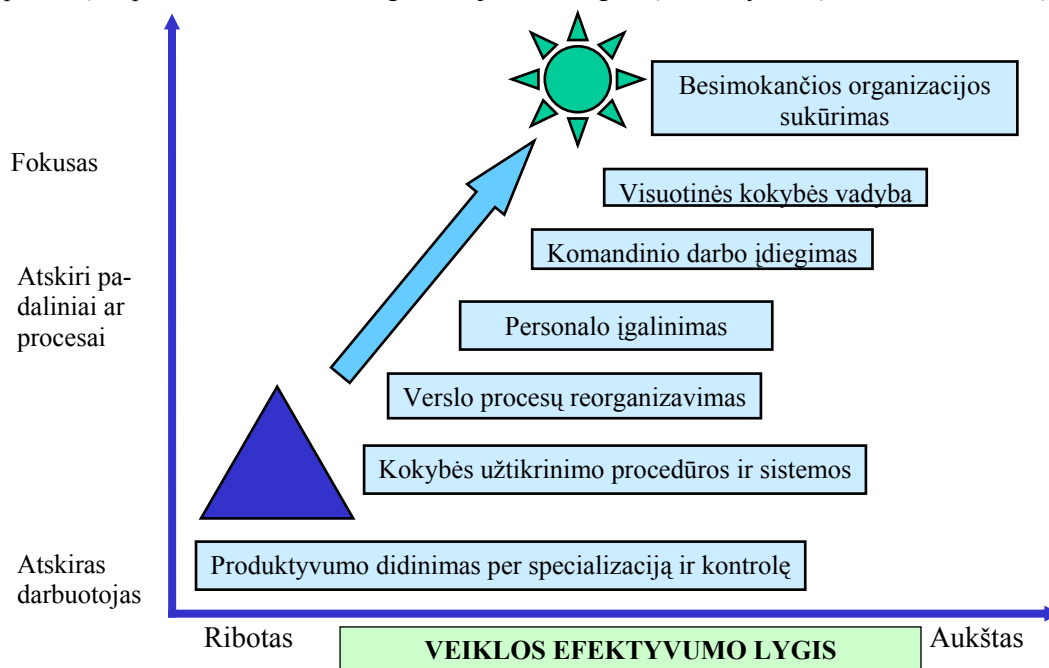 Besimokančios organizacijos
sukūrimas
Fokusas
Visuotinės kokybės vadyba
Komandinio darbo įdiegimas
Atskiri pa-
daliniai ar
procesai
Personalo įgalinimas
Verslo procesų reorganizavimas
Kokybės užtikrinimo procedūros ir sistemos
Produktyvumo didinimas per specializaciją ir kontrolę
Atskiras
darbuotojas
Ribotas
VEIKLOS EFEKTYVUMO LYGIS
Aukštas